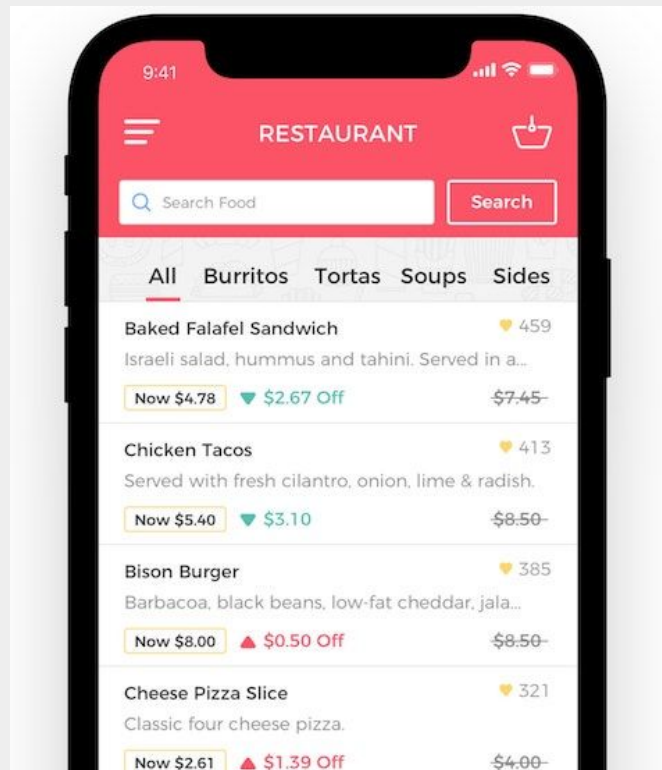 9:41
RESTAURANT
Search Food
Search
All Burritos Tortas Soups Sides
Baked Falafel Sandwich 459
Israeli salad, hummus and tahini. Served in a...
Now $4.78 $2.67 Off $7.45
Chicken Tacos 413
Served with fresh cilantro, onion, lime & radish.
Now $5.40 $3.10 $8.50
Bison Burger 385
Barbacoa, black beans, low-fat cheddar, jala...
Now $8.00 $0.50 Off $8.50
Cheese Pizza Slice 321
Classic four cheese pizza.
Now $2.61 $1.39 Off $4.00